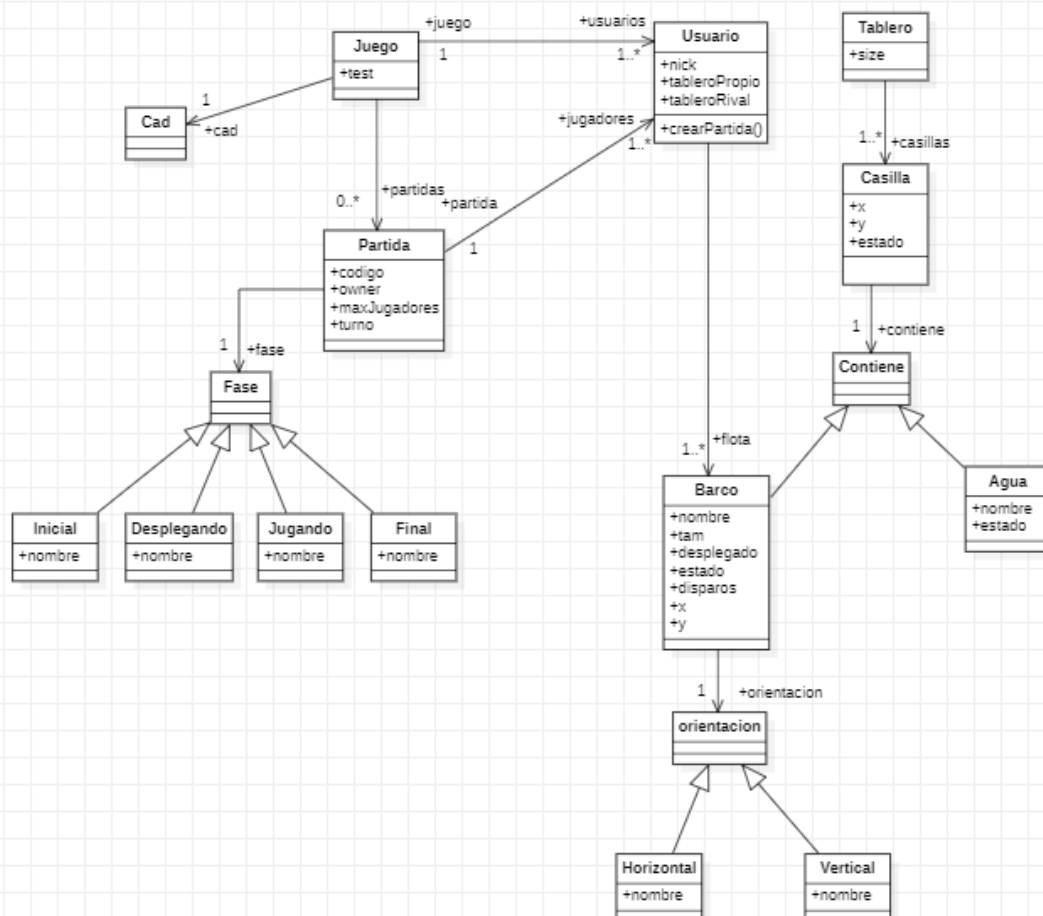 +juego
+usuarios
Juego
+test
1
1..*
Usuario
+nick
+tableroPropio
+tableroRival
+crearPartida()
Tablero
+size
1
+cad
Cad
+jugadores
1..*
1..*
+casillas
Casilla
+x
+y
+estado
0..*
+partidas
+partida
1
Partida
+codigo
+owner
+maxJugadores
+turno
1
+contiene
Contiene
1
+fase
Fase
1..*
+flota
Inicial
+nombre
Desplegando
+nombre
Jugando
+nombre
Final
+nombre
Barco
+nombre
+tam
+desplegado
+estado
+disparos
+x
+y
Agua
+nombre
+estado
1
+orientacion
orientacion
Horizontal
+nombre
Vertical
+nombre